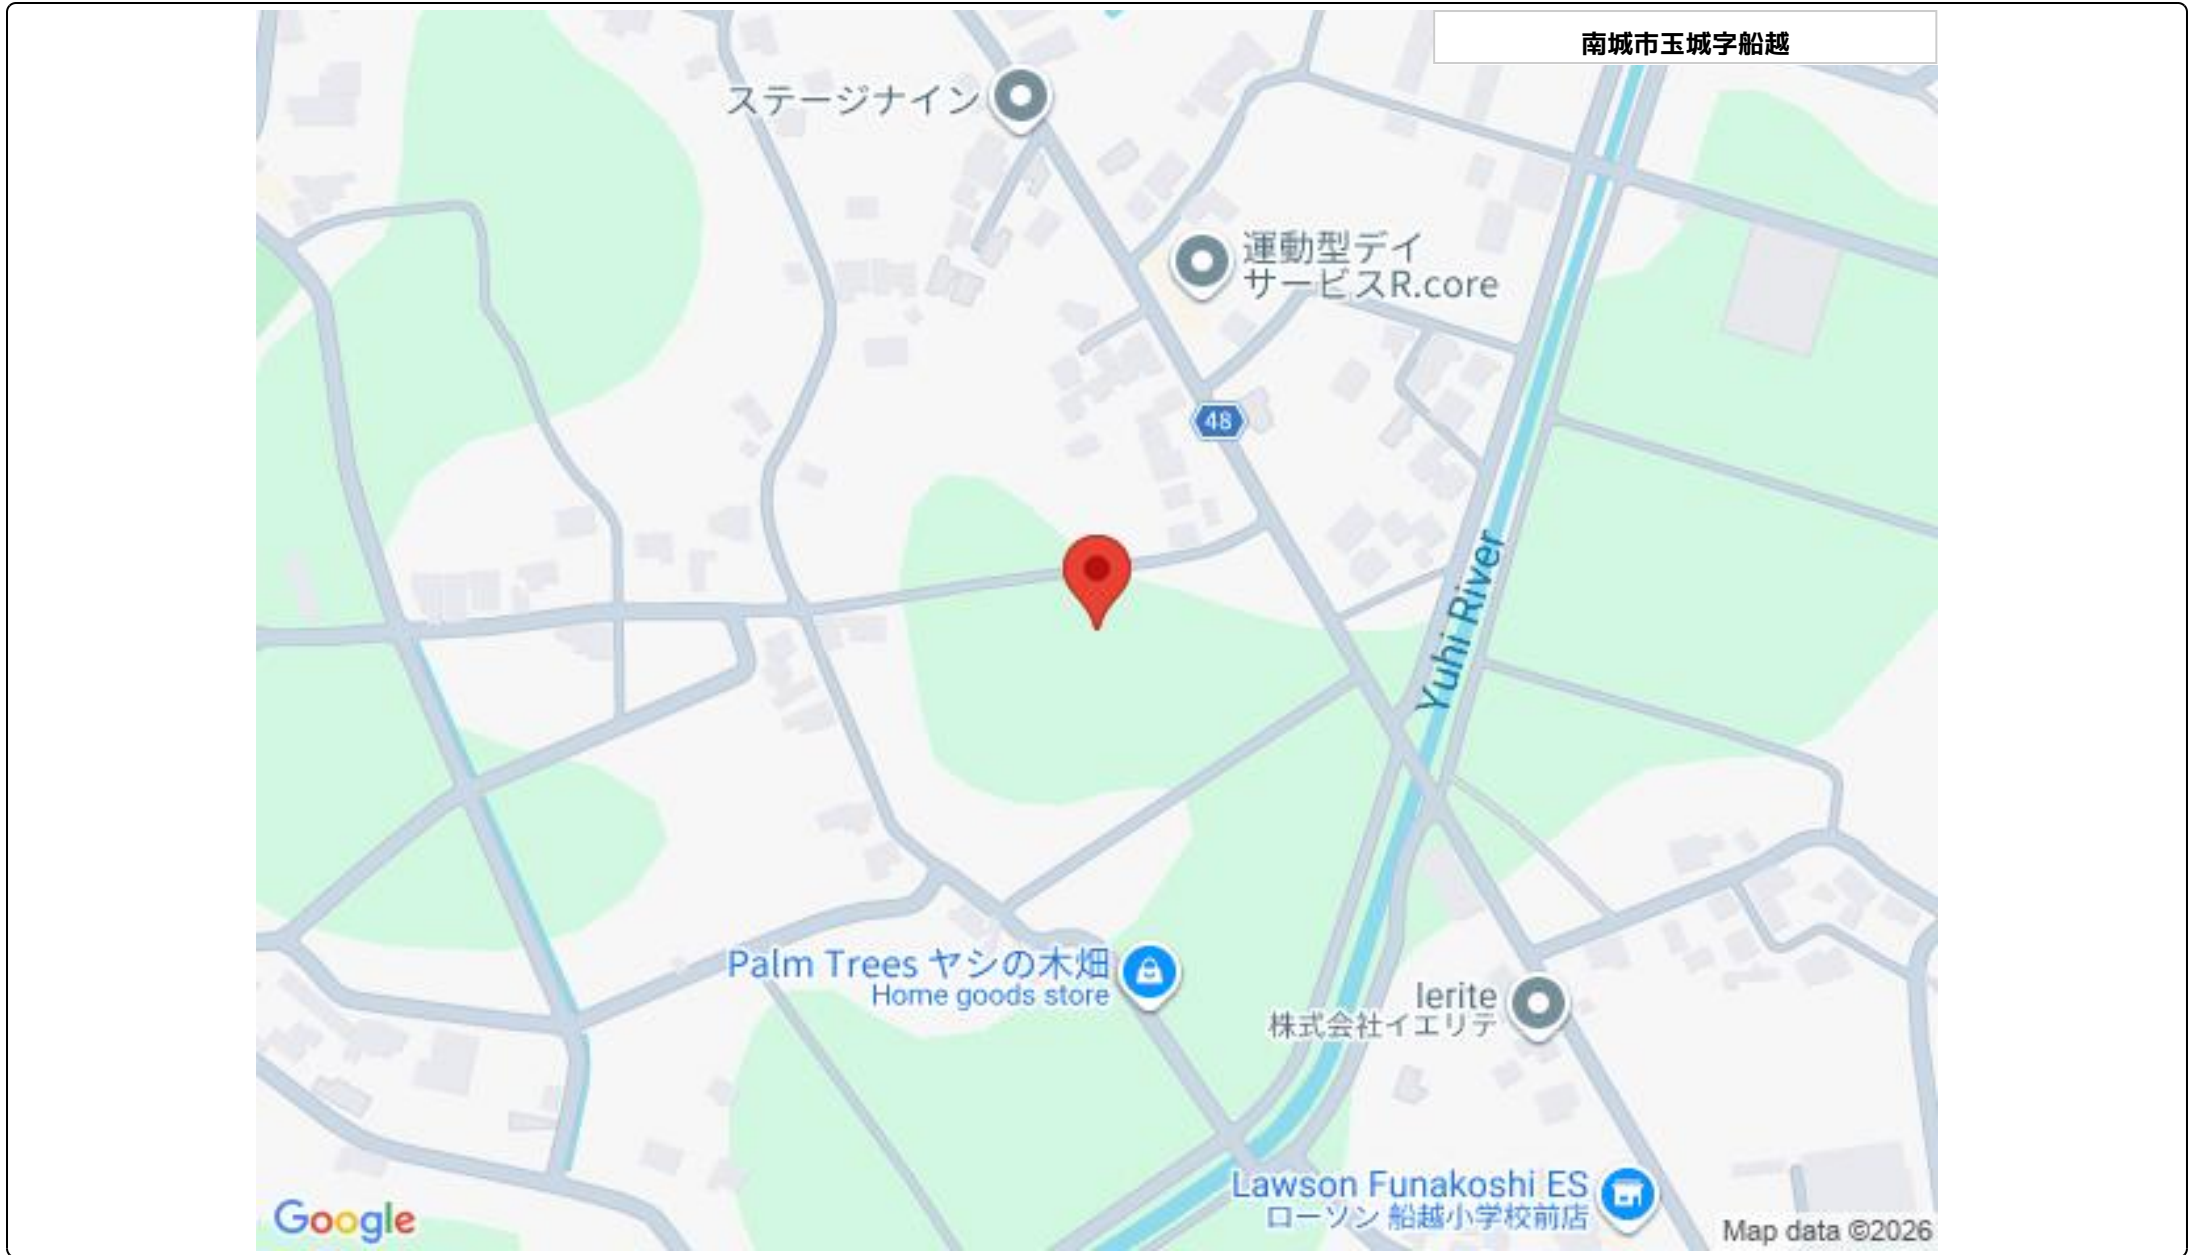 南城市玉城字船越
ステージナイン
運動型デイ
サービスR.core
48
Yuhi River
Palm Trees ヤシの木畑
Home goods store
Ierite
株式会社イエリテ
Lawson Funakoshi ES
ローソン 船越小学校前店
Google
Map data ©2026